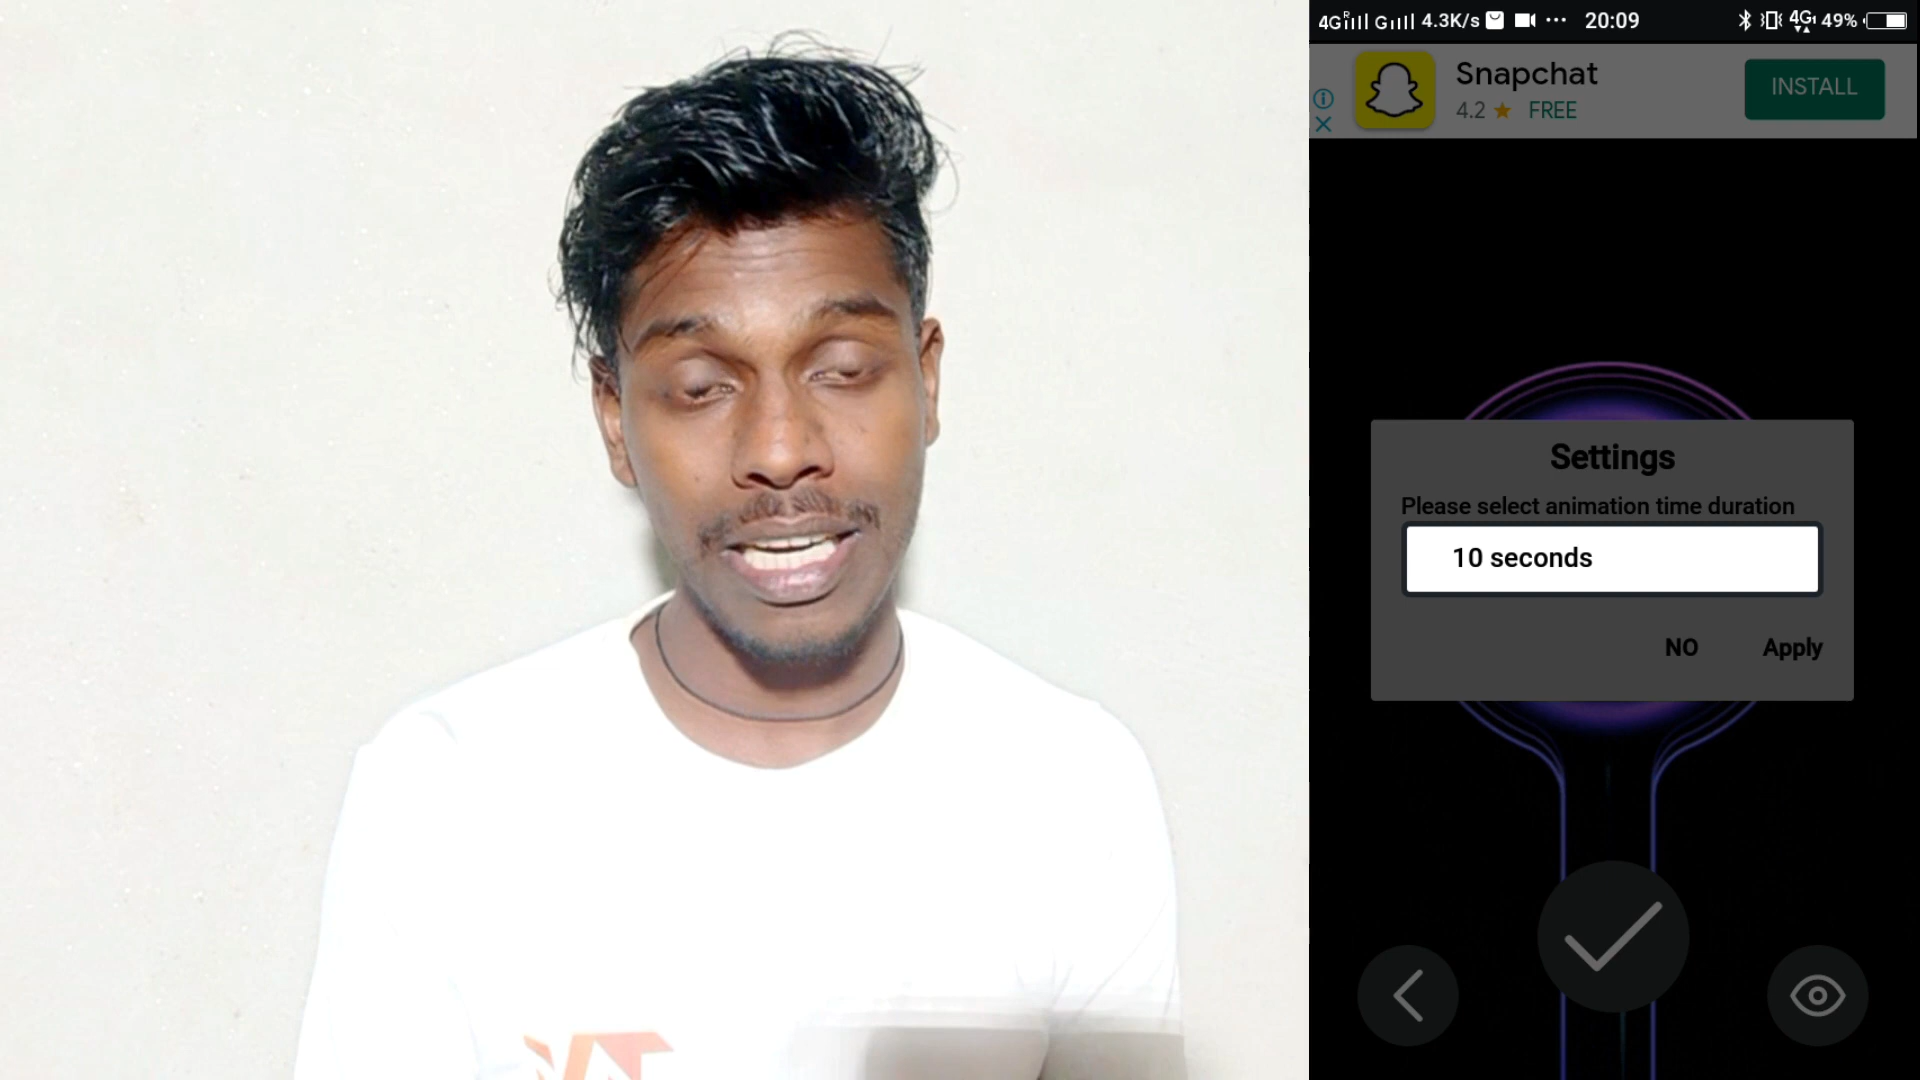 4G R G 4.3K/s ··· 20:09 4G 49%
Snapchat
4.2 ★ FREE
INSTALL
Settings
Please select animation time duration
10 seconds
NO Apply